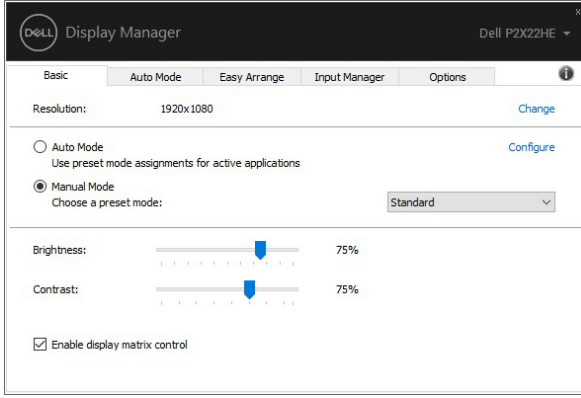 DELL Display Manager
Dell P2X22HE
Basic Auto Mode Easy Arrange Input Manager Options
Resolution: 1920x1080 Change
Auto Mode Configure
Use preset mode assignments for active applications
Manual Mode
Choose a preset mode: Standard
Brightness: 75%
Contrast: 75%
Enable display matrix control